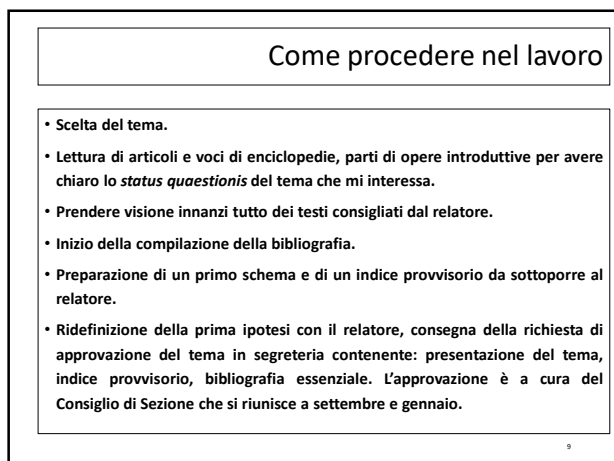 Come procedere nel lavoro
• Scelta del tema.
• Lettura di articoli e voci di enciclopedie, parti di opere introduttive per avere
chiaro lo status quaestionis del tema che mi interessa.
• Prendere visione innanzi tutto dei testi consigliati dal relatore.
• Inizio della compilazione della bibliografia.
• Preparazione di un primo schema e di un indice provvisorio da sottoporre al
relatore.
• Ridefinizione della prima ipotesi con il relatore, consegna della richiesta di
approvazione del tema in segreteria contenente: presentazione del tema,
indice provvisorio, bibliografia essenziale. L’approvazione è a cura del
Consiglio di Sezione che si riunisce a settembre e gennaio.
9